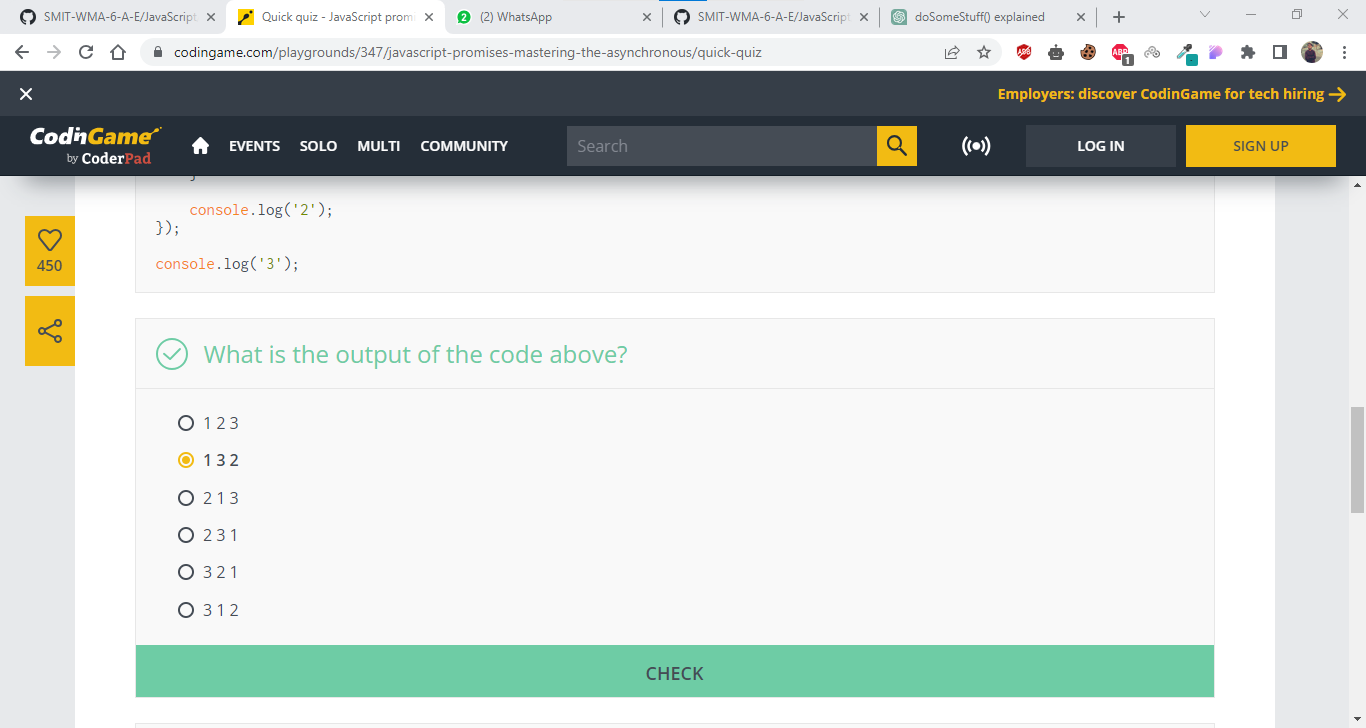 SMIT-WMA-6-A-E/JavaScript
Quick quiz - JavaScript prom
2 (2) WhatsApp
SMIT-WMA-6-A-E/JavaScript
doSomeStuff() explained
codingame.com/playgrounds/347/javascript-promises-mastering-the-asynchronous/quick-quiz
ABP
1
Employers: discover CodinGame for tech hiring
CodinGame
by CoderPad
EVENTS SOLO MULTI COMMUNITY
Search
LOG IN
SIGN UP
console.log('2');
});
console.log('3');
450
What is the output of the code above?
1 2 3
1 3 2
2 1 3
2 3 1
3 2 1
3 1 2
CHECK